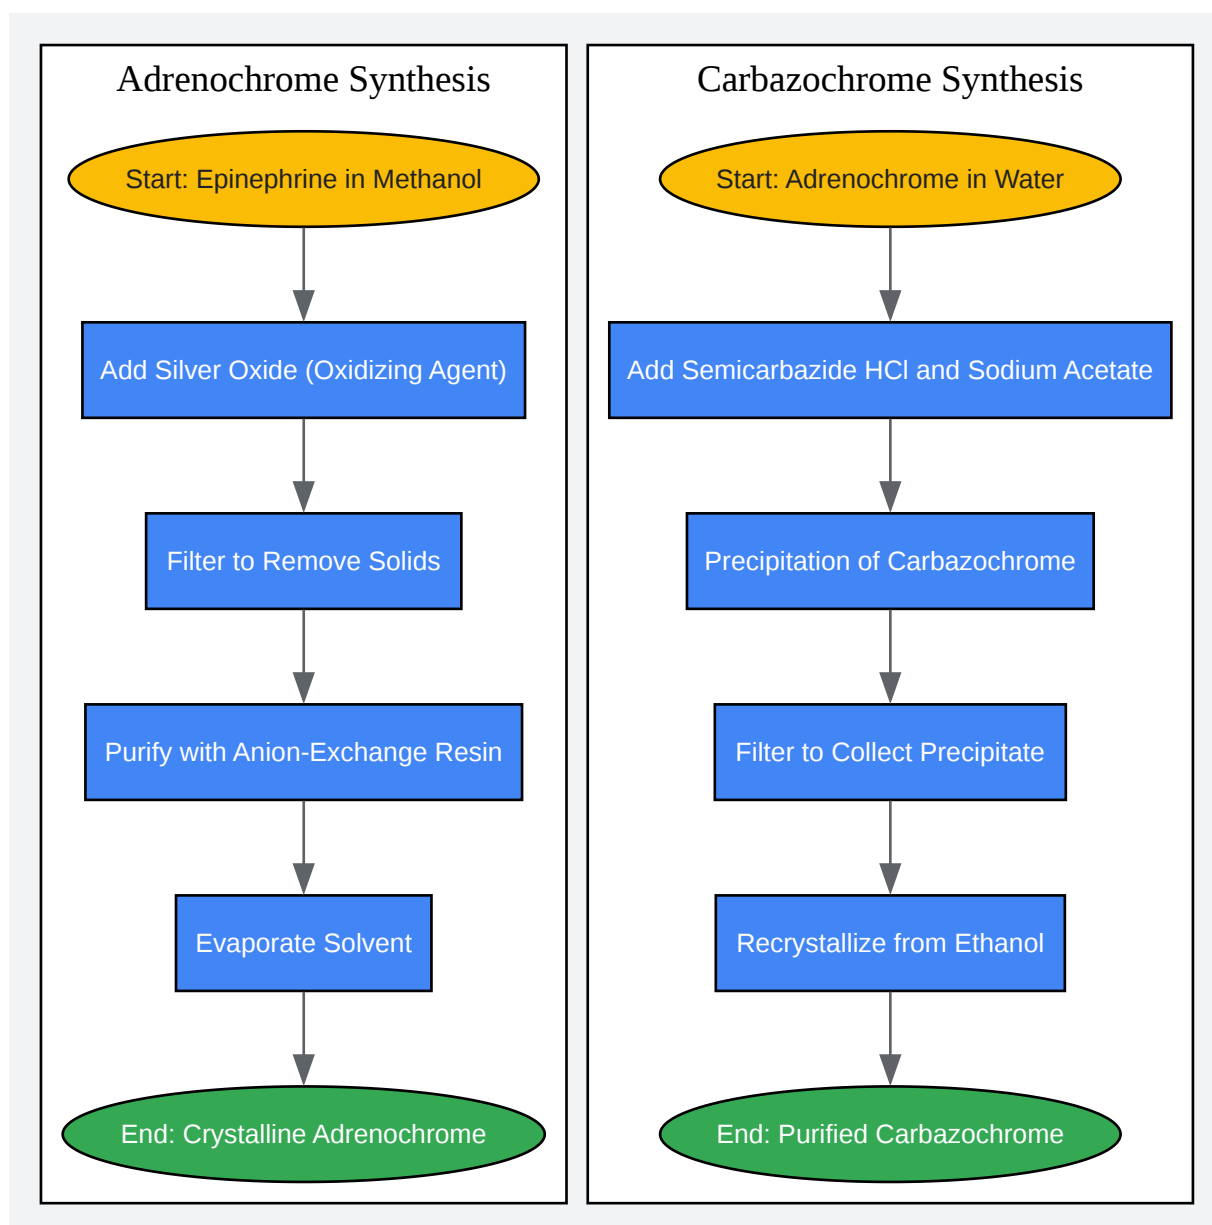 Adrenochrome Synthesis
Start: Epinephrine in Methanol
Add Silver Oxide (Oxidizing Agent)
Filter to Remove Solids
Purify with Anion-Exchange Resin
Evaporate Solvent
End: Crystalline Adrenochrome
Carbazochrome Synthesis
Start: Adrenochrome in Water
Add Semicarbazide HCl and Sodium Acetate
Precipitation of Carbazochrome
Filter to Collect Precipitate
Recrystallize from Ethanol
End: Purified Carbazochrome